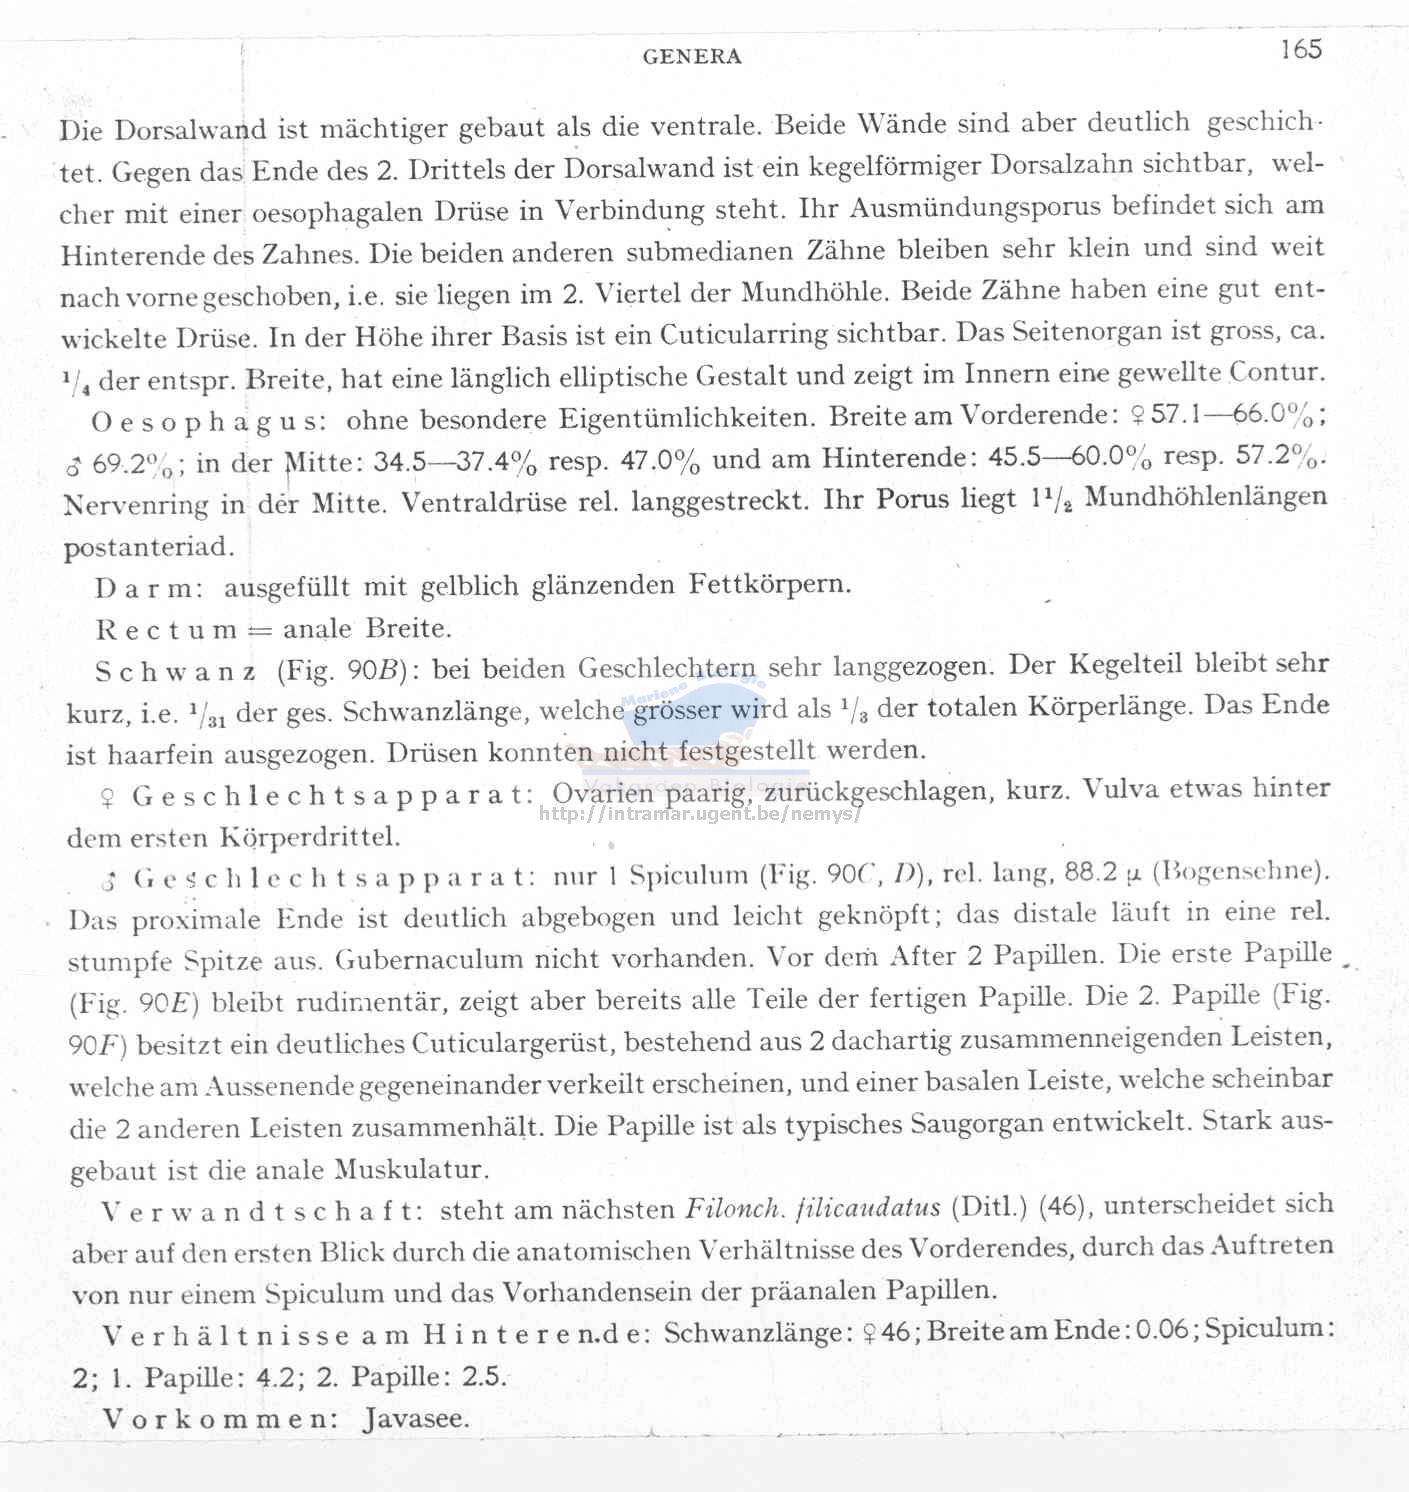 GENERA 165
Die Dorsalwand ist mächtiger gebaut als die ventrale. Beide Wände sind aber deutlich geschich-
tet. Gegen das Ende des 2. Drittels der Dorsalwand ist ein kegelförmiger Dorsalzahn sichtbar, wel-
cher mit einer oesophagalen Drüse in Verbindung steht. Ihr Ausmündungsporus befindet sich am
Hinterende des Zahnes. Die beiden anderen submedianen Zähne bleiben sehr klein und sind weit
nach vorne geschoben, i.e. sie liegen im 2. Viertel der Mundhöhle. Beide Zähne haben eine gut ent-
wickelte Drüse. In der Höhe ihrer Basis ist ein Cuticularring sichtbar. Das Seitenorgan ist gross, ca.
1/4 der entspr. Breite, hat eine länglich elliptische Gestalt und zeigt im Innern eine gewellte Contur.
Oesophagus: ohne besondere Eigentümlichkeiten. Breite am Vorderende: ♀ 57.1—66.0%;
♂ 69.2%; in der Mitte: 34.5—37.4% resp. 47.0% und am Hinterende: 45.5—60.0% resp. 57.2%.
Nervenring in der Mitte. Ventraldrüse rel. langgestreckt. Ihr Porus liegt 1 1/2 Mundhöhlenlängen
postanteriad.
Darm: ausgefüllt mit gelblich glänzenden Fettkörpern.
Rectum = anale Breite.
Schwanz (Fig. 90B): bei beiden Geschlechtern sehr langgezogen. Der Kegelteil bleibt sehr
kurz, i.e. 1/31 der ges. Schwanzlänge, welche grösser wird als 1/3 der totalen Körperlänge. Das Ende
ist haarfein ausgezogen. Drüsen konnten nicht festgestellt werden.
♀ Geschlechtsapparat: Ovarien paarig, zurückgeschlagen, kurz. Vulva etwas hinter
http://intramar.ugent.be/nemys/
dem ersten Körperdrittel.
♂ Geschlechtsapparat: nur 1 Spiculum (Fig. 90C, D), rel. lang, 88.2 µ (Bogensehne).
Das proximale Ende ist deutlich abgebogen und leicht geknöpft; das distale läuft in eine rel.
stumpfe Spitze aus. Gubernaculum nicht vorhanden. Vor dem After 2 Papillen. Die erste Papille
(Fig. 90E) bleibt rudimentär, zeigt aber bereits alle Teile der fertigen Papille. Die 2. Papille (Fig.
90F) besitzt ein deutliches Cuticulargerüst, bestehend aus 2 dachartig zusammenneigenden Leisten,
welche am Aussenende gegeneinander verkeilt erscheinen, und einer basalen Leiste, welche scheinbar
die 2 anderen Leisten zusammenhält. Die Papille ist als typisches Saugorgan entwickelt. Stark aus-
gebaut ist die anale Muskulatur.
Verwandtschaft: steht am nächsten Filonch. filicaudatus (Ditl.) (46), unterscheidet sich
aber auf den ersten Blick durch die anatomischen Verhältnisse des Vorderendes, durch das Auftreten
von nur einem Spiculum und das Vorhandensein der präanalen Papillen.
Verhältnisse am Hinterende: Schwanzlänge: ♀ 46; Breite am Ende: 0.06; Spiculum:
2; 1. Papille: 4.2; 2. Papille: 2.5.
Vorkommen: Javasee.